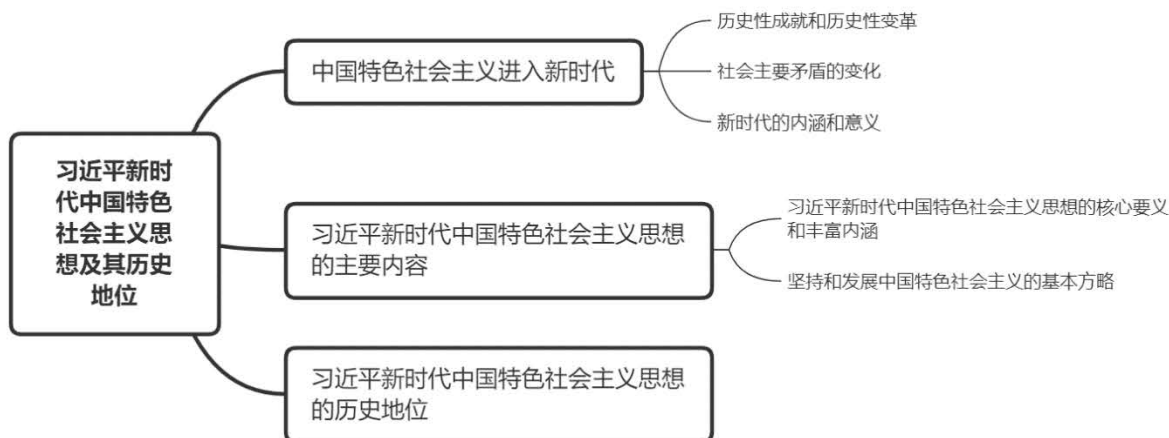 习近平新时
代中国特色
社会主义思
想及其历史
地位
中国特色社会主义进入新时代
历史性成就和历史性变革
社会主要矛盾的变化
新时代的内涵和意义
习近平新时代中国特色社会主义思想
的主要内容
习近平新时代中国特色社会主义思想的核心要义
和丰富内涵
坚持和发展中国特色社会主义的基本方略
习近平新时代中国特色社会主义思想
的历史地位